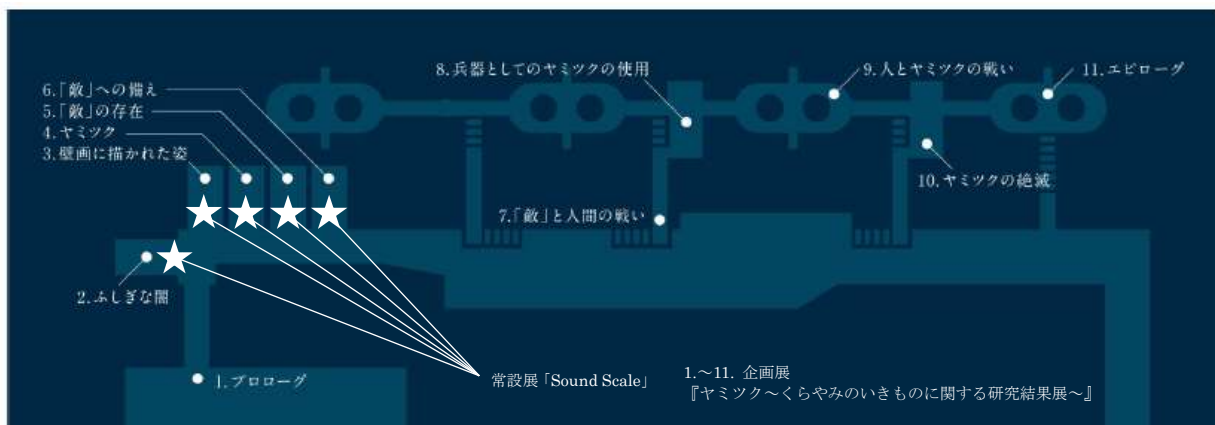 8.兵器としてのヤミツクの使用
9.人とヤミツクの戦い
11.エピローグ
6.「敵」への備え
5.「敵」の存在
4.ヤミツク
3.壁画に描かれた姿
10.ヤミツクの絶滅
7.「敵」と人間の戦い
2.ふしぎな闇
1.プロローグ
常設展「Sound Scale」
1.～11. 企画展
『ヤミツク～くらやみのいきものに関する研究結果展～』